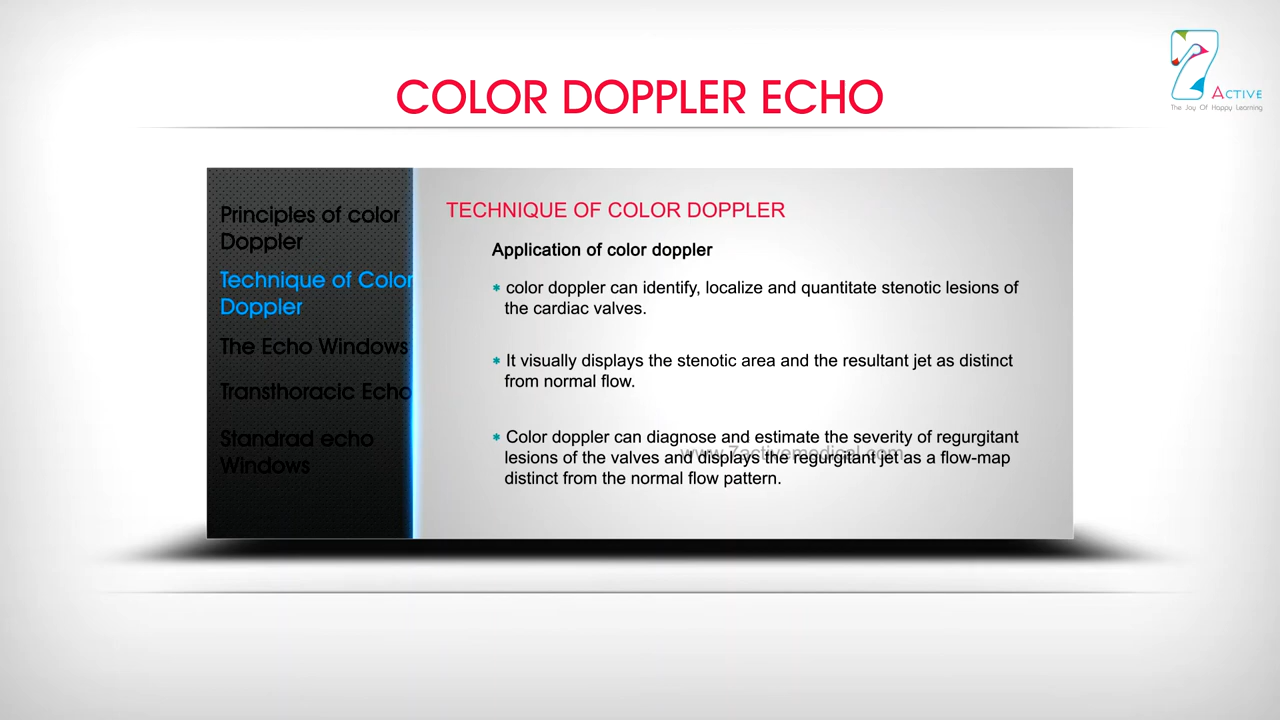 COLOR DOPPLER ECHO
ACTIVE
The Joy Of Happy Learning
Principles of color
Doppler
Technique of Color
Doppler
The Echo Windows
Transthoracic Echo
Standrad echo
Windows
TECHNIQUE OF COLOR DOPPLER
Application of color doppler
* color doppler can identify, localize and quantitate stenotic lesions of
the cardiac valves.
* It visually displays the stenotic area and the resultant jet as distinct
from normal flow.
* Color doppler can diagnose and estimate the severity of regurgitant
lesions of the valves and displays the regurgitant jet as a flow-map
distinct from the normal flow pattern.
www.7activemedical.com